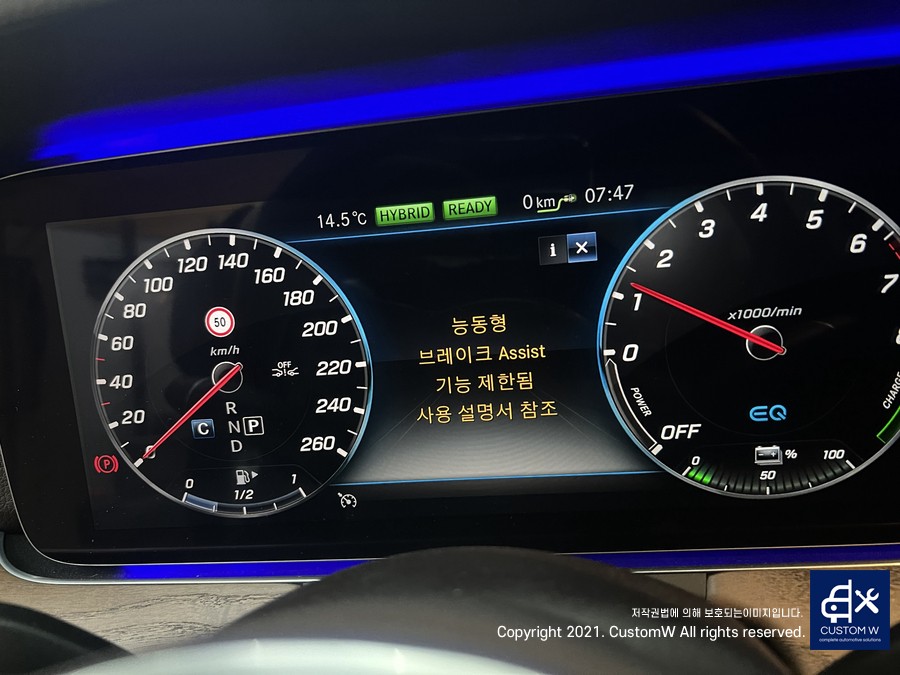 14.5°C HYBRID READY 0 km 07:47
i ×
20 40 60 80 100 120 140 160 180 200 220 240 260
50
km/h
OFF
R
C N P
D
0 1/2 1
능동형
브레이크 Assist
기능 제한됨
사용 설명서 참조
OFF 0 1 2 3 4 5 6 7
x1000/min
POWER
CHARGE
EQ
%
0 50 100
저작권법에 의해 보호되는이미지입니다.
Copyright 2021. CustomW All rights reserved.
CUSTOM W
complete automotive solutions